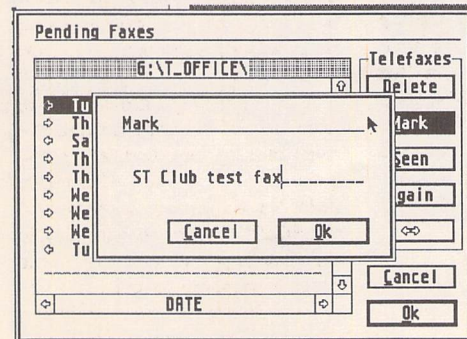 Pending Faxes
G:\T_OFFICE\
Telefaxes
Delete
Tu
Th
Sa
Th
Th
We
We
We
Tu
Mark
ST Club test fax
Cancel
Ok
Mark
Seen
gain
DATE
Cancel
Ok